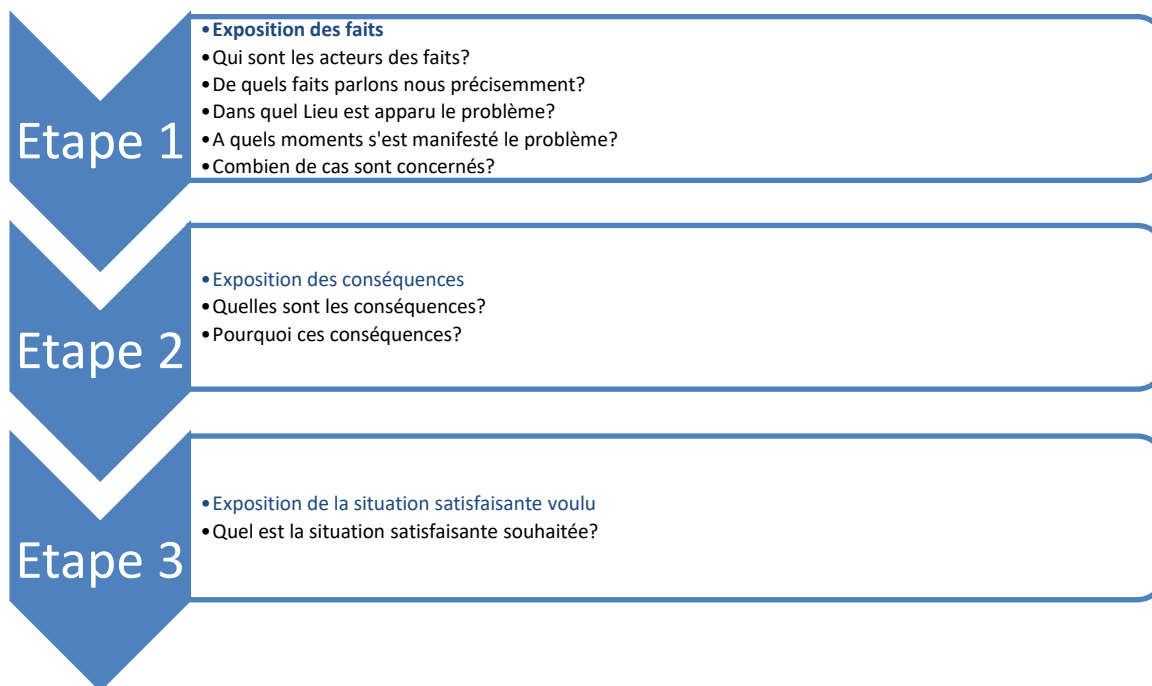 Etape 1
•Exposition des faits
•Qui sont les acteurs des faits?
•De quels faits parlons nous précisemment?
•Dans quel Lieu est apparu le problème?
•A quels moments s'est manifesté le problème?
•Combien de cas sont concernés?
Etape 2
•Exposition des conséquences
•Quelles sont les conséquences?
•Pourquoi ces conséquences?
Etape 3
•Exposition de la situation satisfaisante voulu
•Quel est la situation satisfaisante souhaitée?